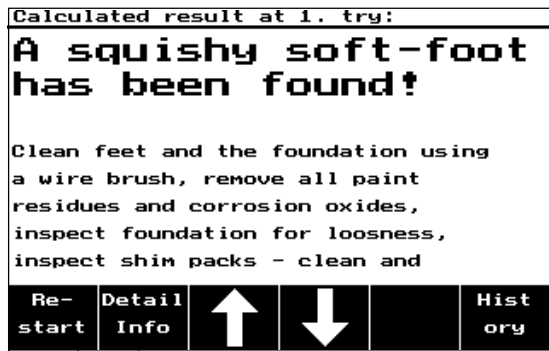 Calculated result at 1. try:
A squishy soft-foot
has been found!
Clean feet and the foundation using
a wire brush, remove all paint
residues and corrosion oxides,
inspect foundation for loosness,
inspect shim packs - clean and
Re- Detail Hist
start Info ory